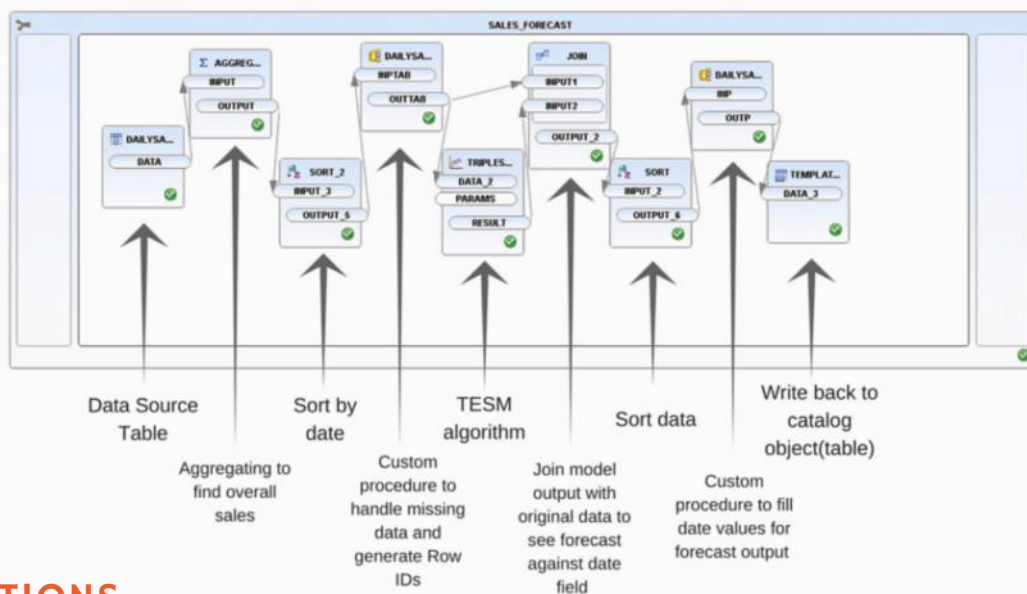 SALES_FORECAST
DAILYSA...
DATA
AGGREG...
INPUT
OUTPUT
SORT_2
INPUT_3
OUTPUT_5
DAILYSA...
INPTAB
OUTTAB
TRIPLES...
DATA_2
PARAMS
RESULT
JOIN
INPUT1
INPUT2
OUTPUT_2
SORT
INPUT_2
OUTPUT_6
DAILYSA...
INP
OUTP
TEMPLAT...
DATA_3
Data Source
Table
Aggregating to
find overall
sales
Sort by
date
Custom
procedure to
handle missing
data and
generate Row
IDs
TESM
algorithm
Join model
output with
original data to
see forecast
against date
field
Sort data
Custom
procedure to fill
date values for
forecast output
Write back to
catalog
object(table)